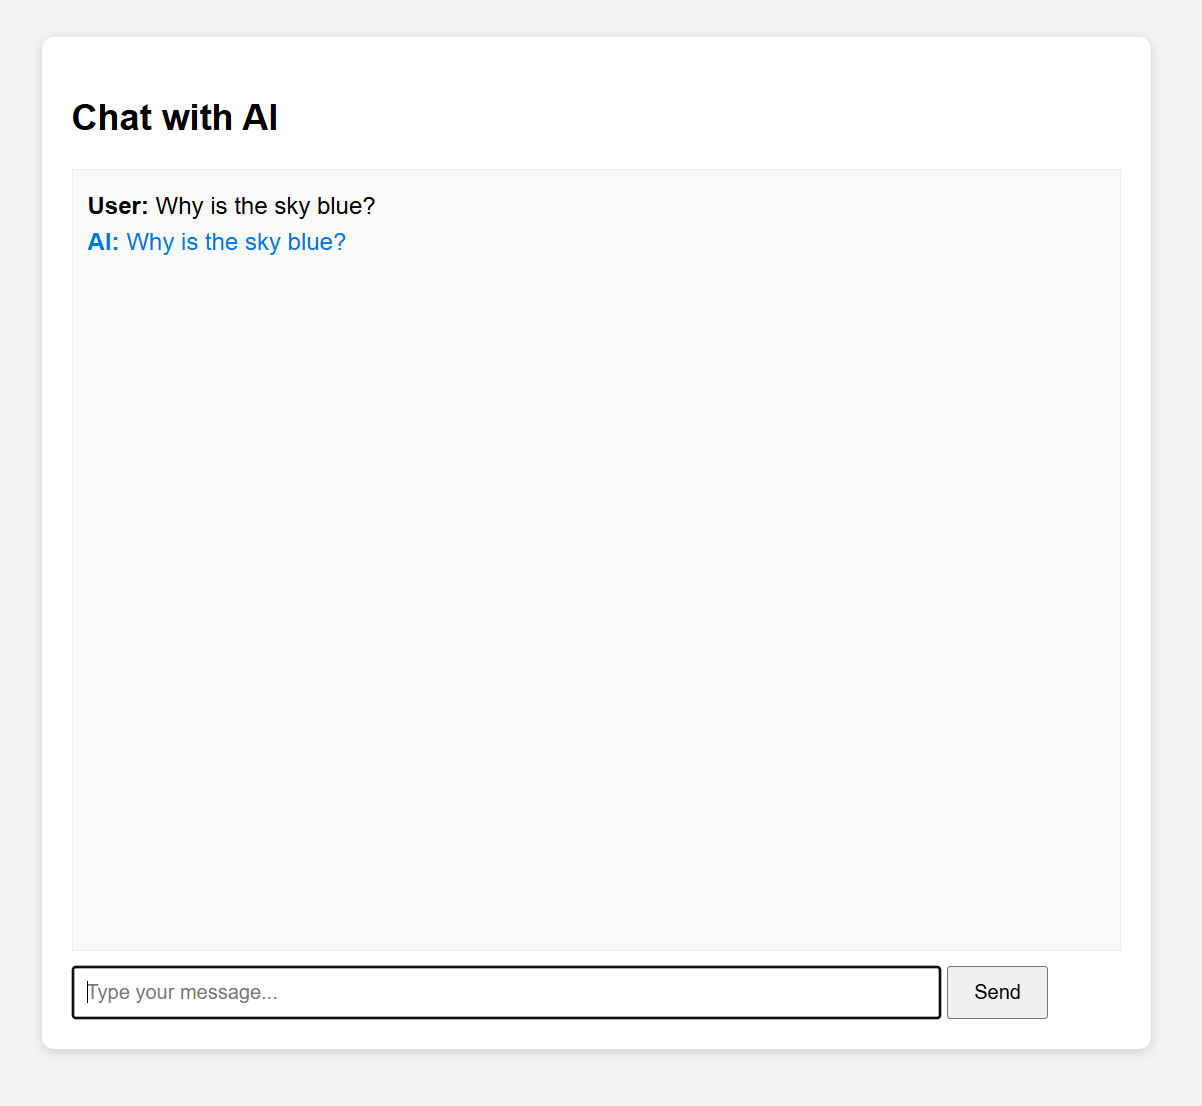 Chat with AI
User: Why is the sky blue?
AI: Why is the sky blue?
Type your message...
Send